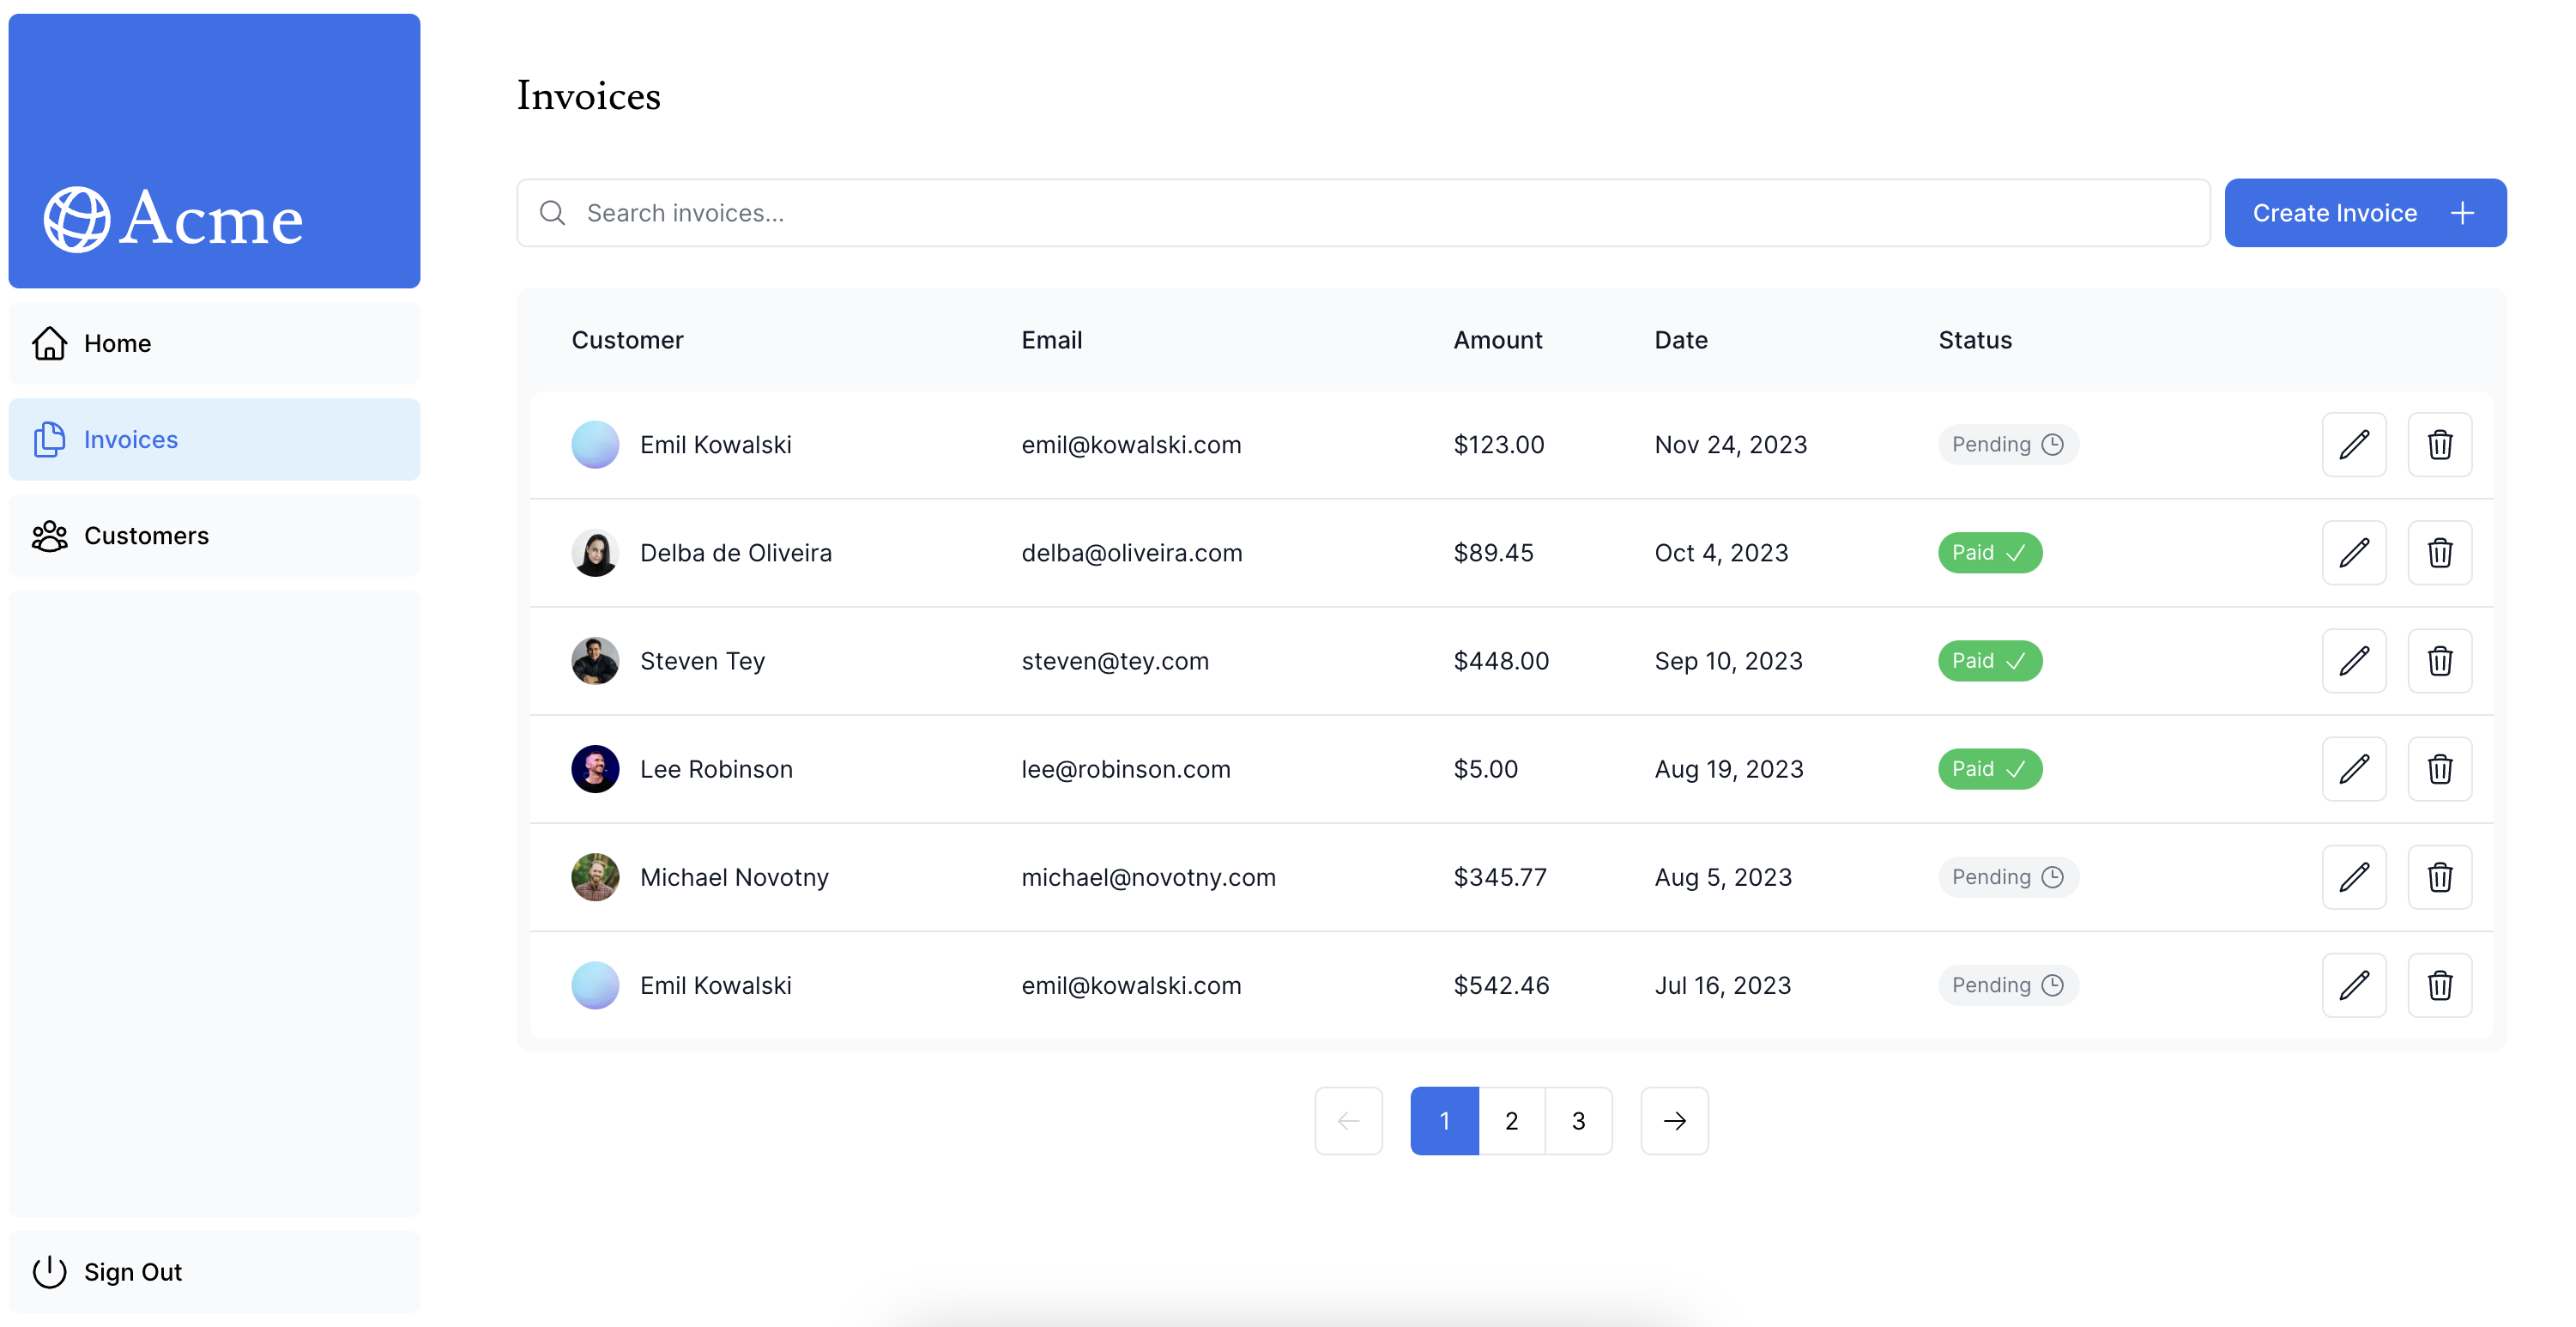 Acme
Home
Invoices
Customers
Sign Out
Invoices
Search invoices...
Create Invoice
Customer Email Amount Date Status
Emil Kowalski emil@kowalski.com $123.00 Nov 24, 2023 Pending
Delba de Oliveira delba@oliveira.com $89.45 Oct 4, 2023 Paid
Steven Tey steven@tey.com $448.00 Sep 10, 2023 Paid
Lee Robinson lee@robinson.com $5.00 Aug 19, 2023 Paid
Michael Novotny michael@novotny.com $345.77 Aug 5, 2023 Pending
Emil Kowalski emil@kowalski.com $542.46 Jul 16, 2023 Pending
1 2 3